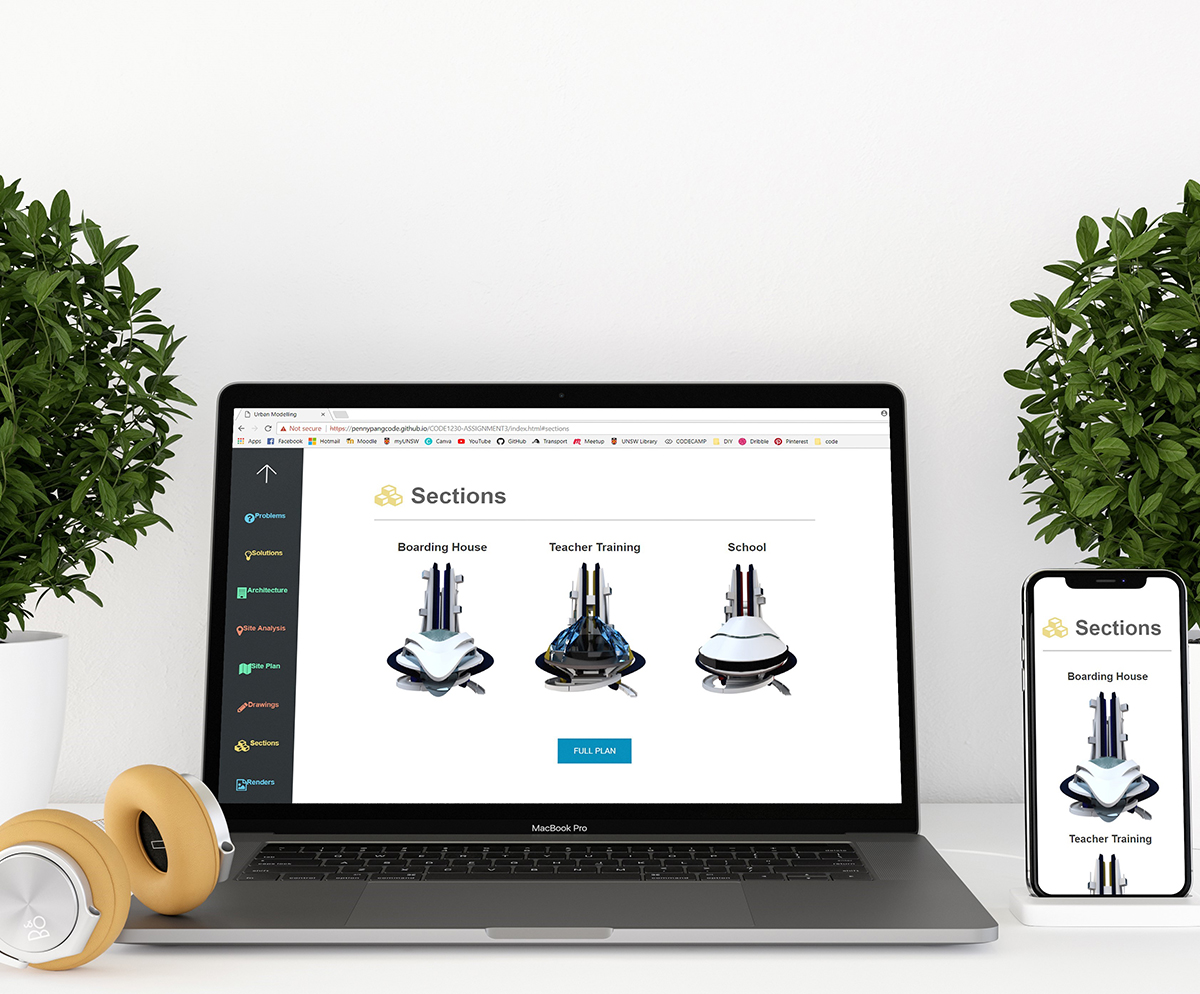 Urban Modelling
Not secure https://pennypangcode.github.io/CODE1230-ASSIGNMENT3/index.html#sections
Apps Facebook Hotmail Moodle myUNSW Canva YouTube GitHub Transport Meetup UNSW Library CODECAMP DIY Dribble Pinterest code
Problems
Solutions
Architecture
Site Analysis
Site Plan
Drawings
Sections
Renders
Sections
Boarding House Teacher Training School
FULL PLAN
MacBook Pro
Sections
Boarding House
Teacher Training